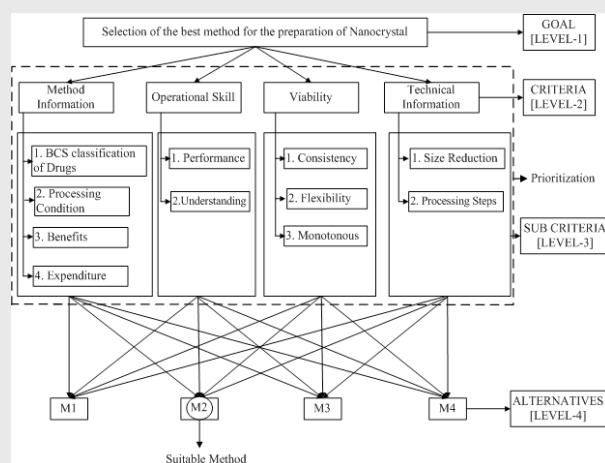 Selection of the best method for the preparation of Nanocrystal
GOAL
[LEVEL-1]
Method
Information
Operational Skill
Viability
Technical
Information
CRITERIA
[LEVEL-2]
1. BCS classification
of Drugs
2. Processing
Condition
3. Benefits
4. Expenditure
1. Performance
2.Understanding
1. Consistency
2. Flexibility
3. Monotonous
1. Size Reduction
2. Processing Steps
Prioritization
SUB CRITERIA
[LEVEL-3]
M1
M2
M3
M4
ALTERNATIVES
[LEVEL-4]
Suitable Method